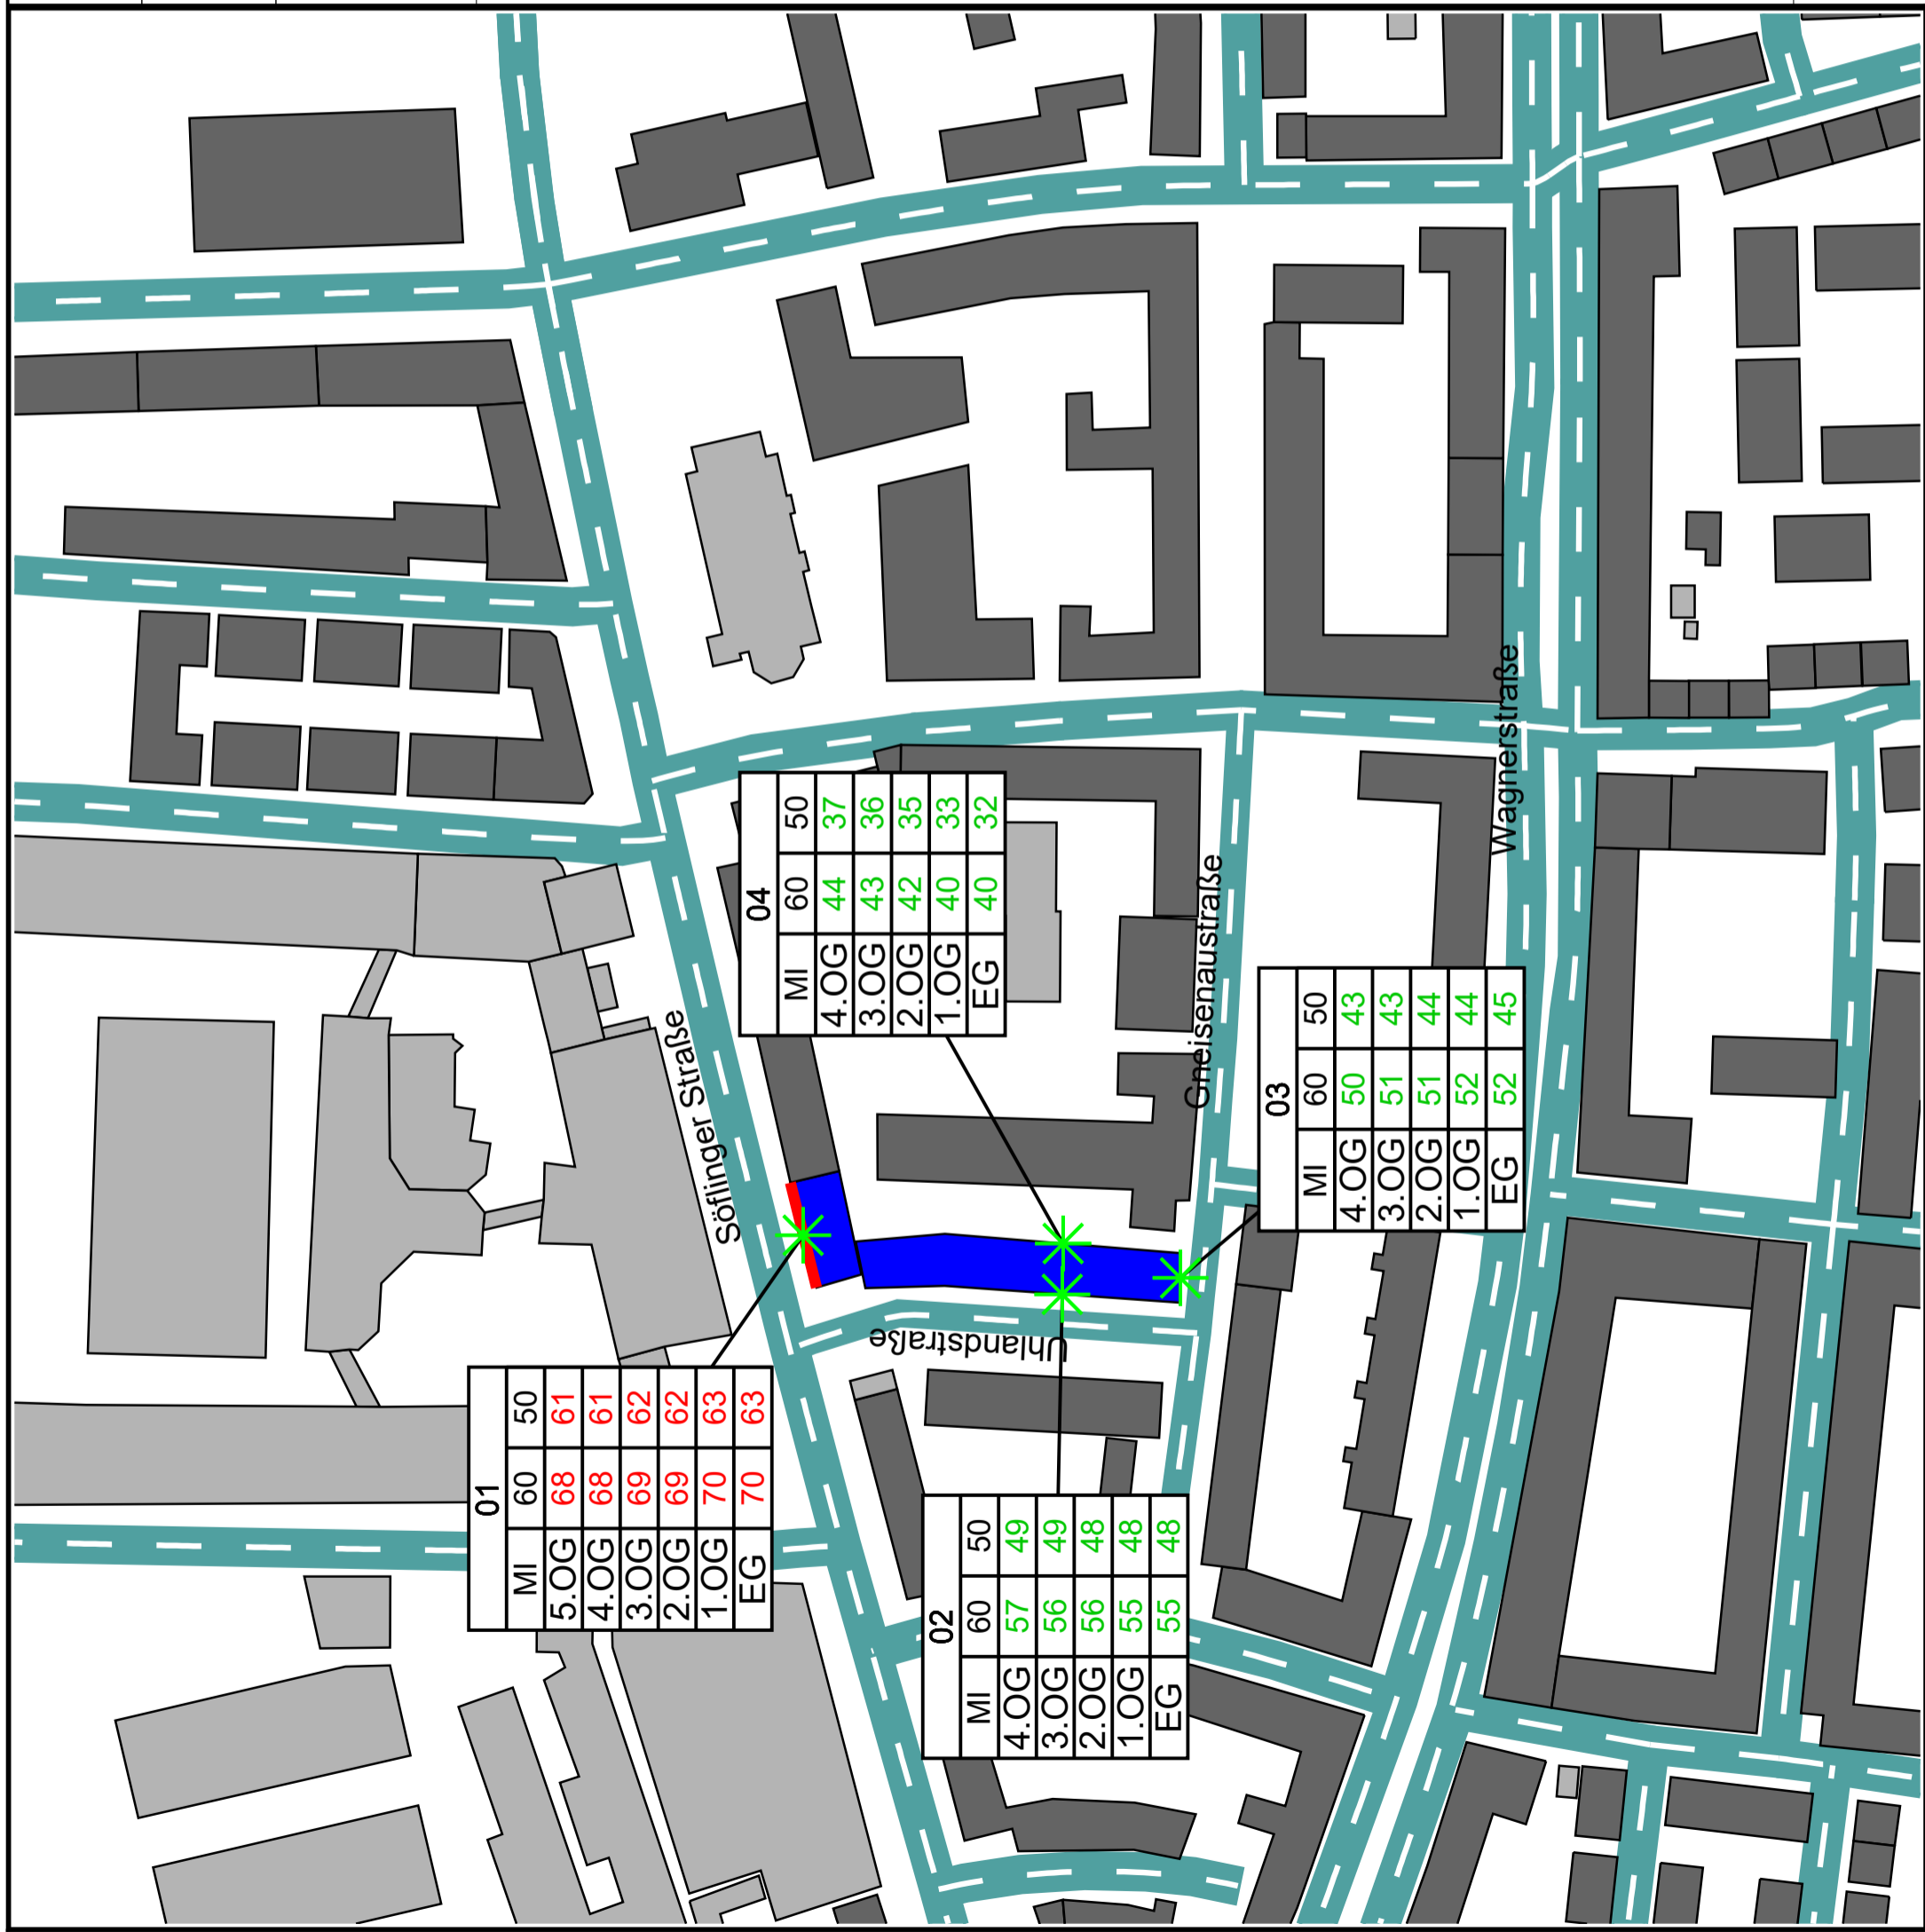 Söflinger Straße
Gneisenaustraße
Wagnerstraße
Uhlandstraße
01
MI 60 50
5.OG 68 61
4.OG 68 61
3.OG 69 62
2.OG 69 62
1.OG 70 63
EG 70 63
02
MI 60 50
4.OG 57 49
3.OG 56 49
2.OG 56 48
1.OG 55 48
EG 55 48
03
MI 60 50
4.OG 50 43
3.OG 51 43
2.OG 51 44
1.OG 52 44
EG 52 45
04
MI 60 50
4.OG 44 37
3.OG 43 36
2.OG 42 35
1.OG 40 33
EG 40 32